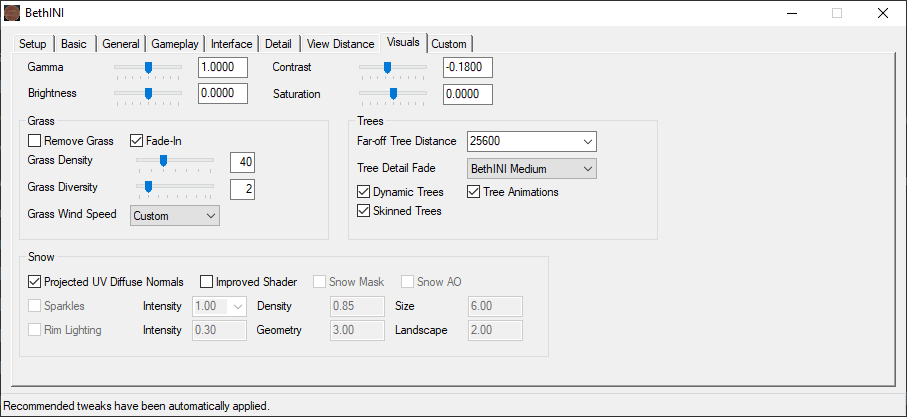 BethINI
Setup Basic General Gameplay Interface Detail View Distance Visuals Custom
Gamma 1.0000 Contrast -0.1800
Brightness 0.0000 Saturation 0.0000
Grass Trees
Remove Grass Fade-In Far-off Tree Distance 25600
Grass Density 40 Tree Detail Fade BethINI Medium
Grass Diversity 2 Dynamic Trees Tree Animations
Grass Wind Speed Custom Skinned Trees
Snow
Projected UV Diffuse Normals Improved Shader Snow Mask Snow AO
Sparkles Intensity 1.00 Density 0.85 Size 6.00
Rim Lighting Intensity 0.30 Geometry 3.00 Landscape 2.00
Recommended tweaks have been automatically applied.